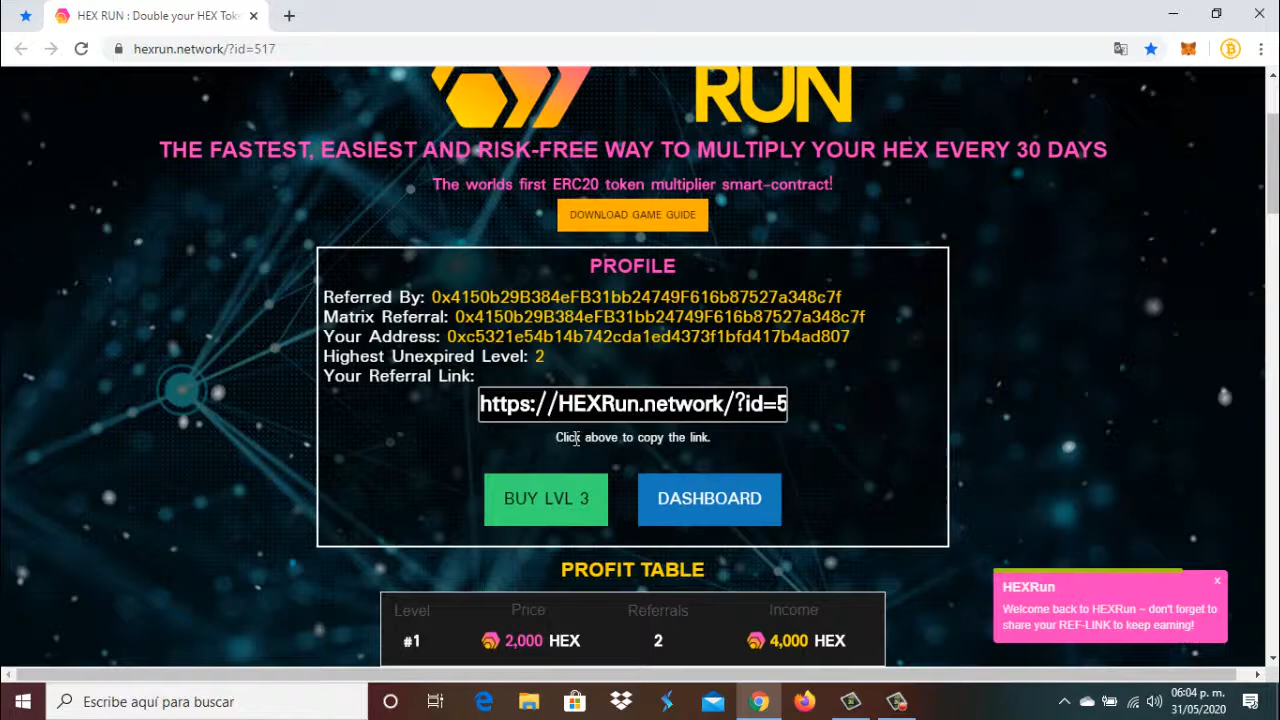 HEX RUN : Double your HEX Toke
hexrun.network/?id=517
RUN
THE FASTEST, EASIEST AND RISK-FREE WAY TO MULTIPLY YOUR HEX EVERY 30 DAYS
The worlds first ERC20 token multiplier smart-contract!
DOWNLOAD GAME GUIDE
PROFILE
Referred By: 0x4150b29B384eFB31bb24749F616b87527a348c7f
Matrix Referral: 0x4150b29B384eFB31bb24749F616b87527a348c7f
Your Address: 0xc5321e54b14b742cda1ed4373f1bfd417b4ad807
Highest Unexpired Level: 2
Your Referral Link:
https://HEXRun.network/?id=5
Click above to copy the link.
BUY LVL 3
DASHBOARD
PROFIT TABLE
Level Price Referrals Income
#1 2,000 HEX 2 4,000 HEX
HEXRun x
Welcome back to HEXRun ~ don't forget to
share your REF-LINK to keep earning!
Escribe aquí para buscar
06:04 p. m.
31/05/2020